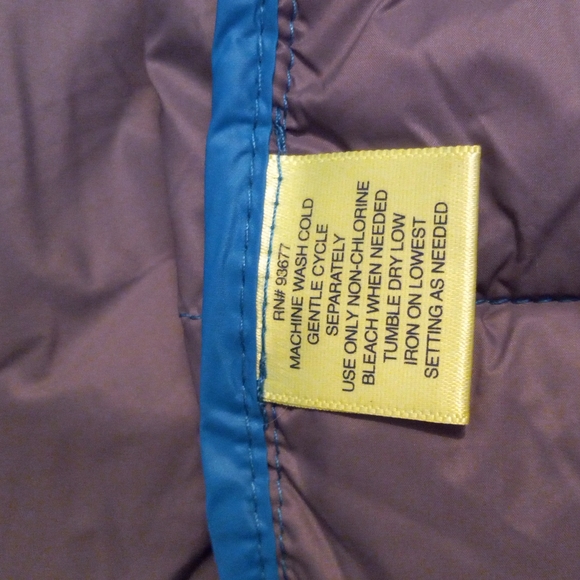 RN# 93677
MACHINE WASH COLD
GENTLE CYCLE
SEPARATELY
USE ONLY NON-CHLORINE
BLEACH WHEN NEEDED
TUMBLE DRY LOW
IRON ON LOWEST
SETTING AS NEEDED